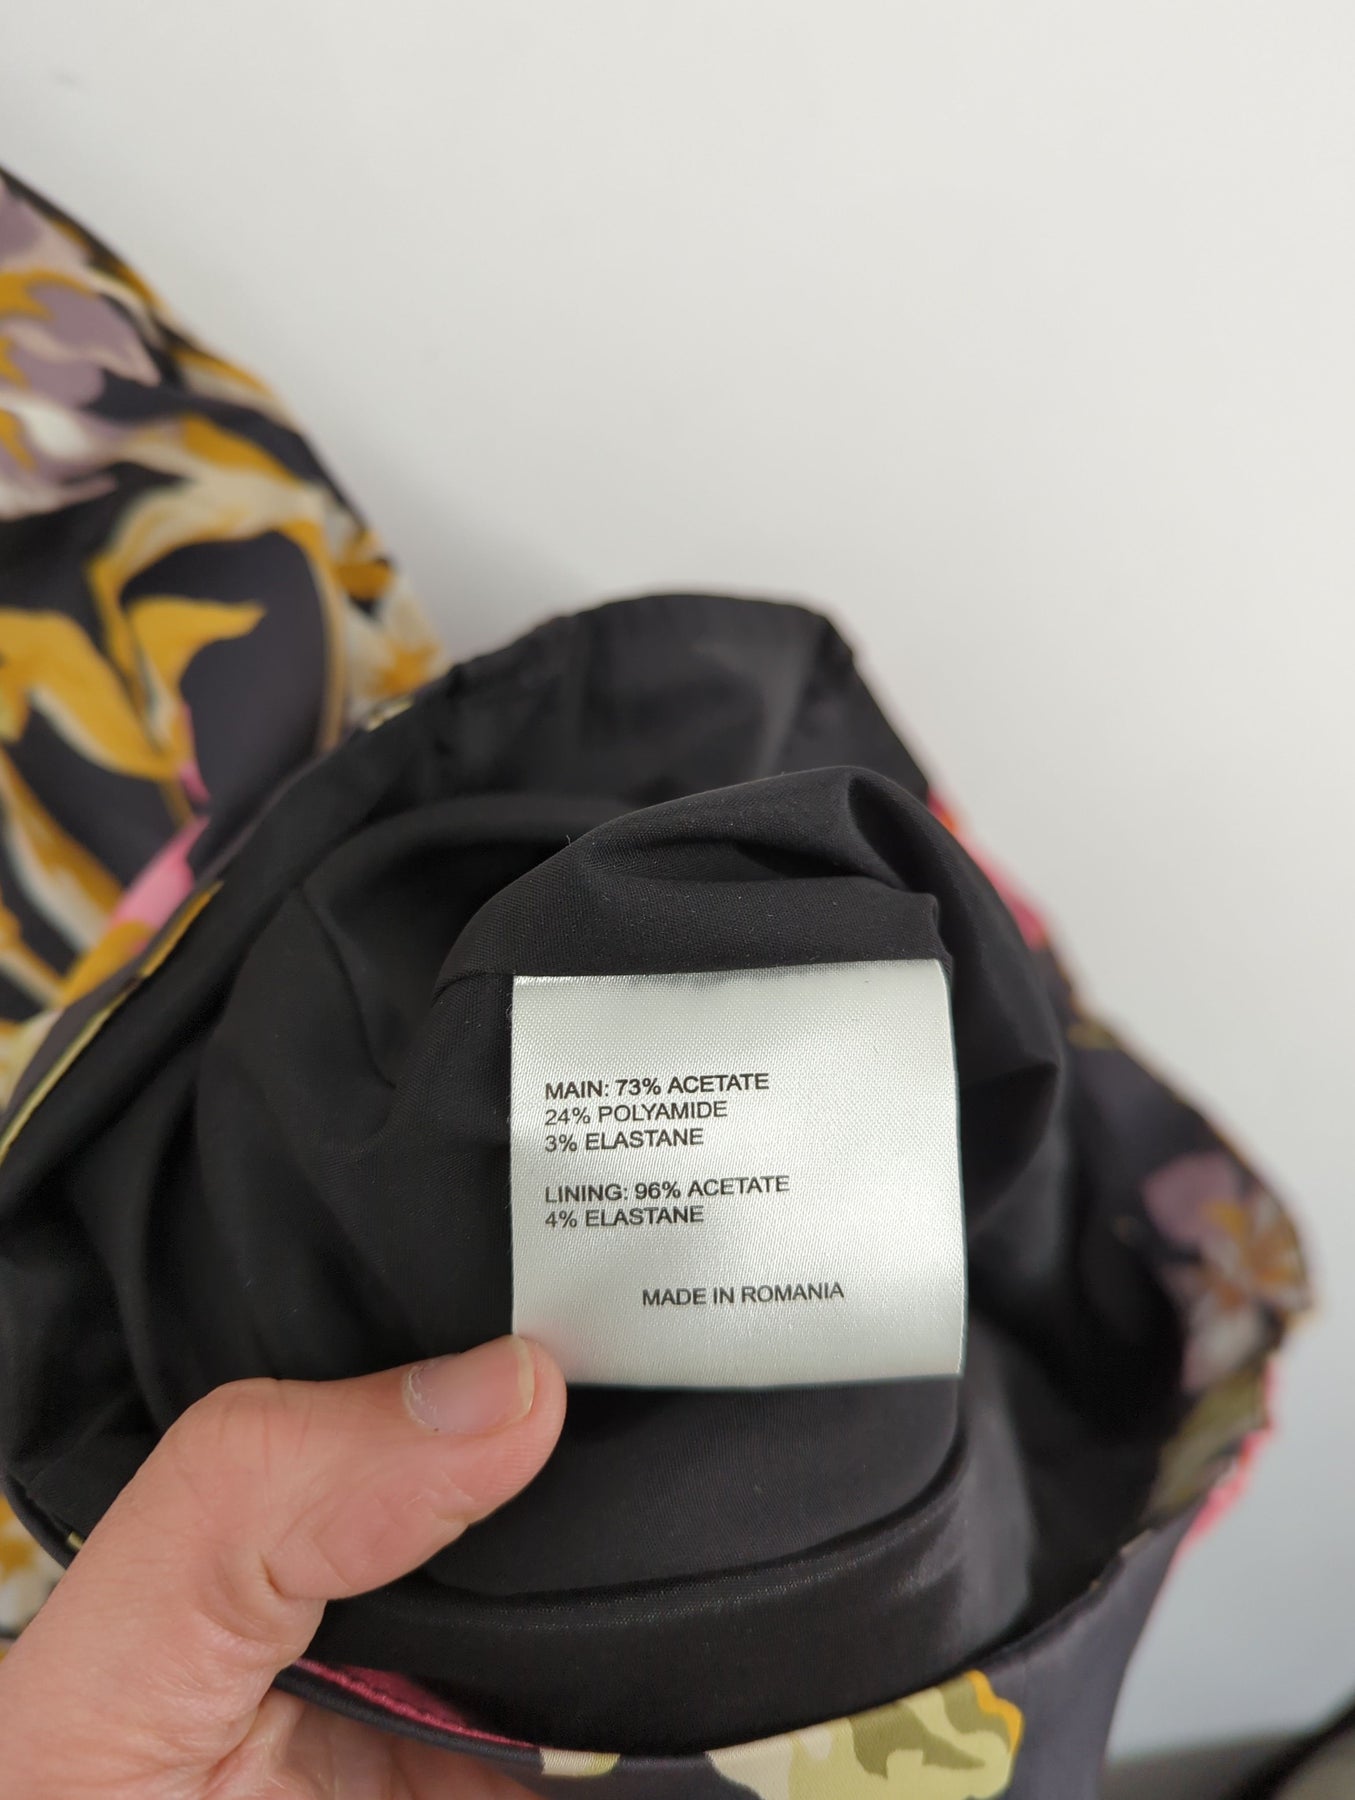 MAIN: 73% ACETATE
24% POLYAMIDE
3% ELASTANE
LINING: 96% ACETATE
4% ELASTANE
MADE IN ROMANIA